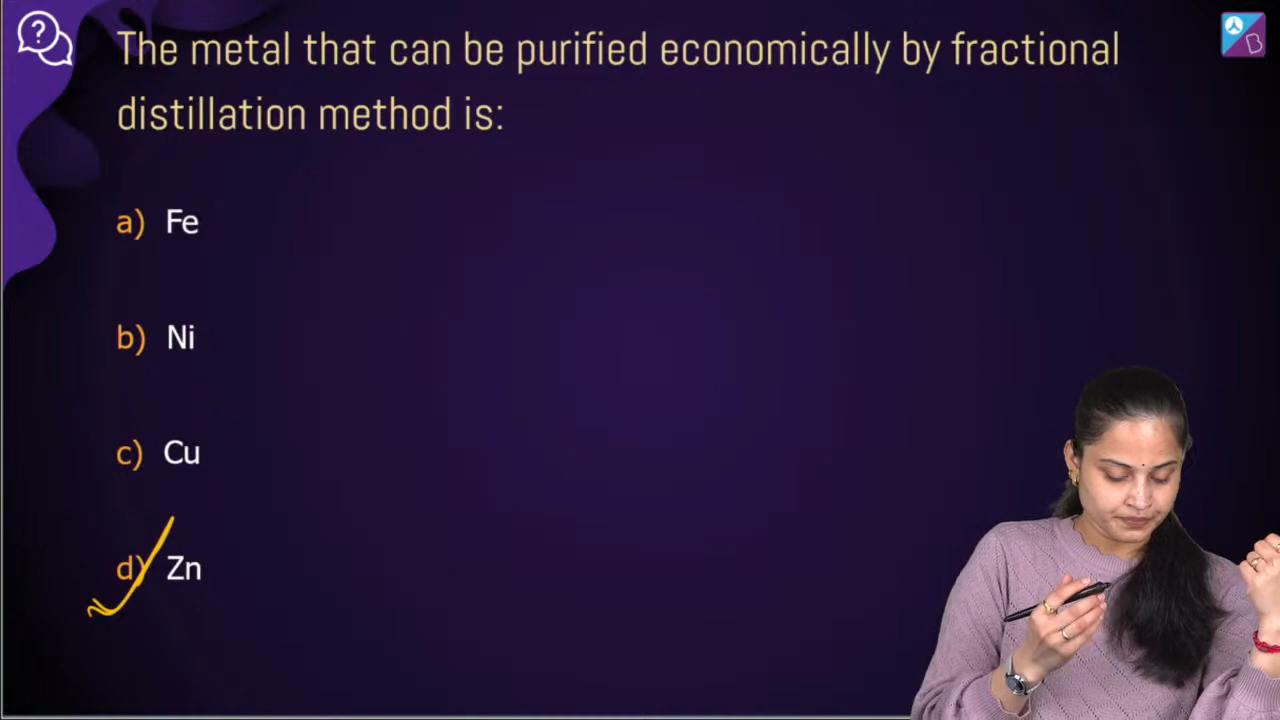 ?
The metal that can be purified economically by fractional
distillation method is:
a) Fe
b) Ni
c) Cu
d) Zn
B